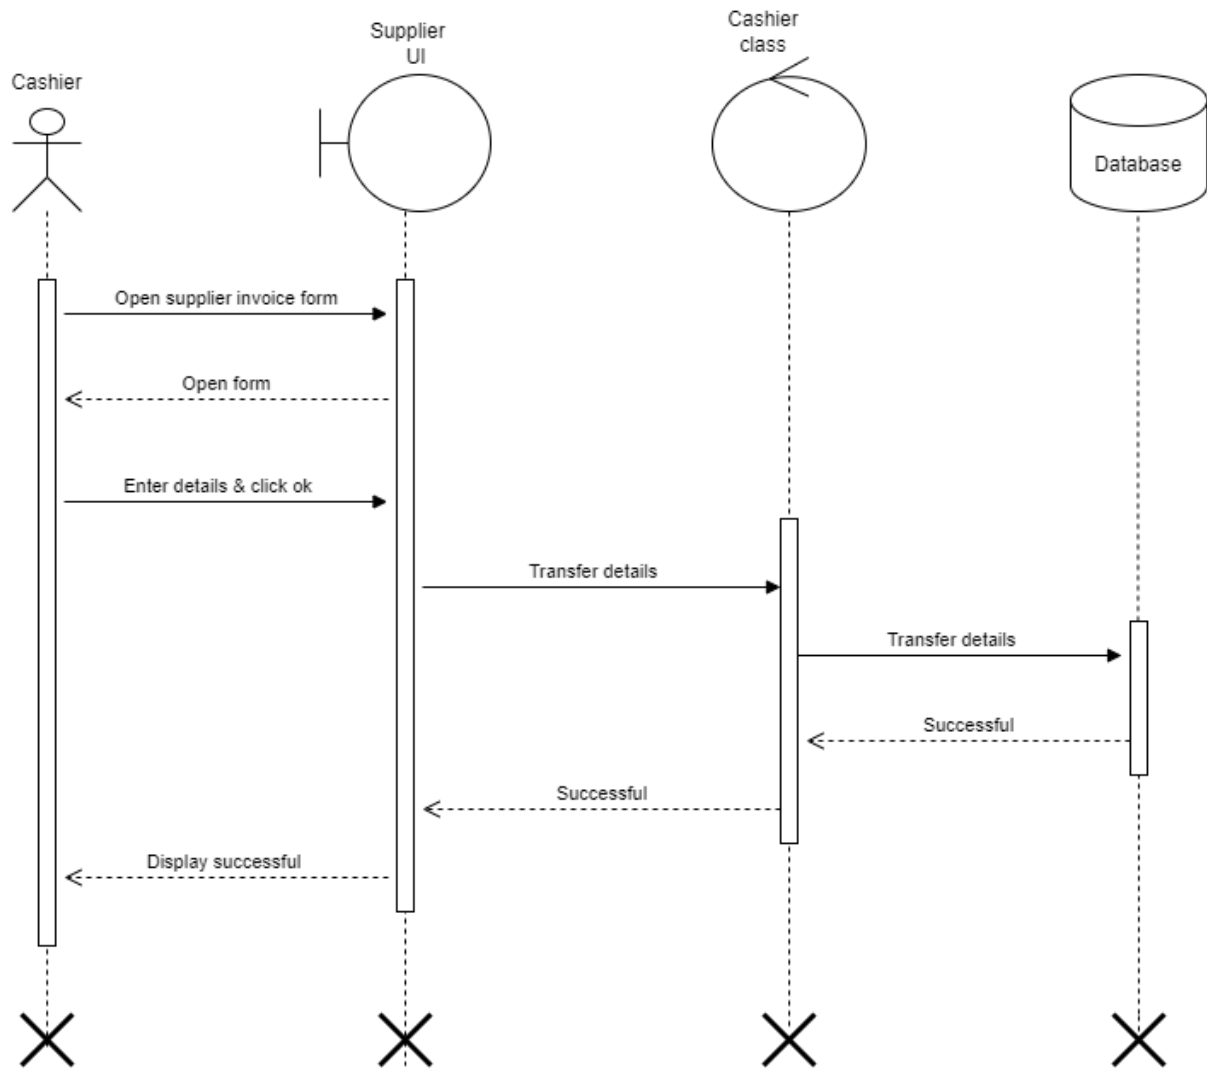 Cashier
Supplier
UI
Cashier
class
Database
Open supplier invoice form
Open form
Enter details & click ok
Transfer details
Transfer details
Successful
Successful
Display successful